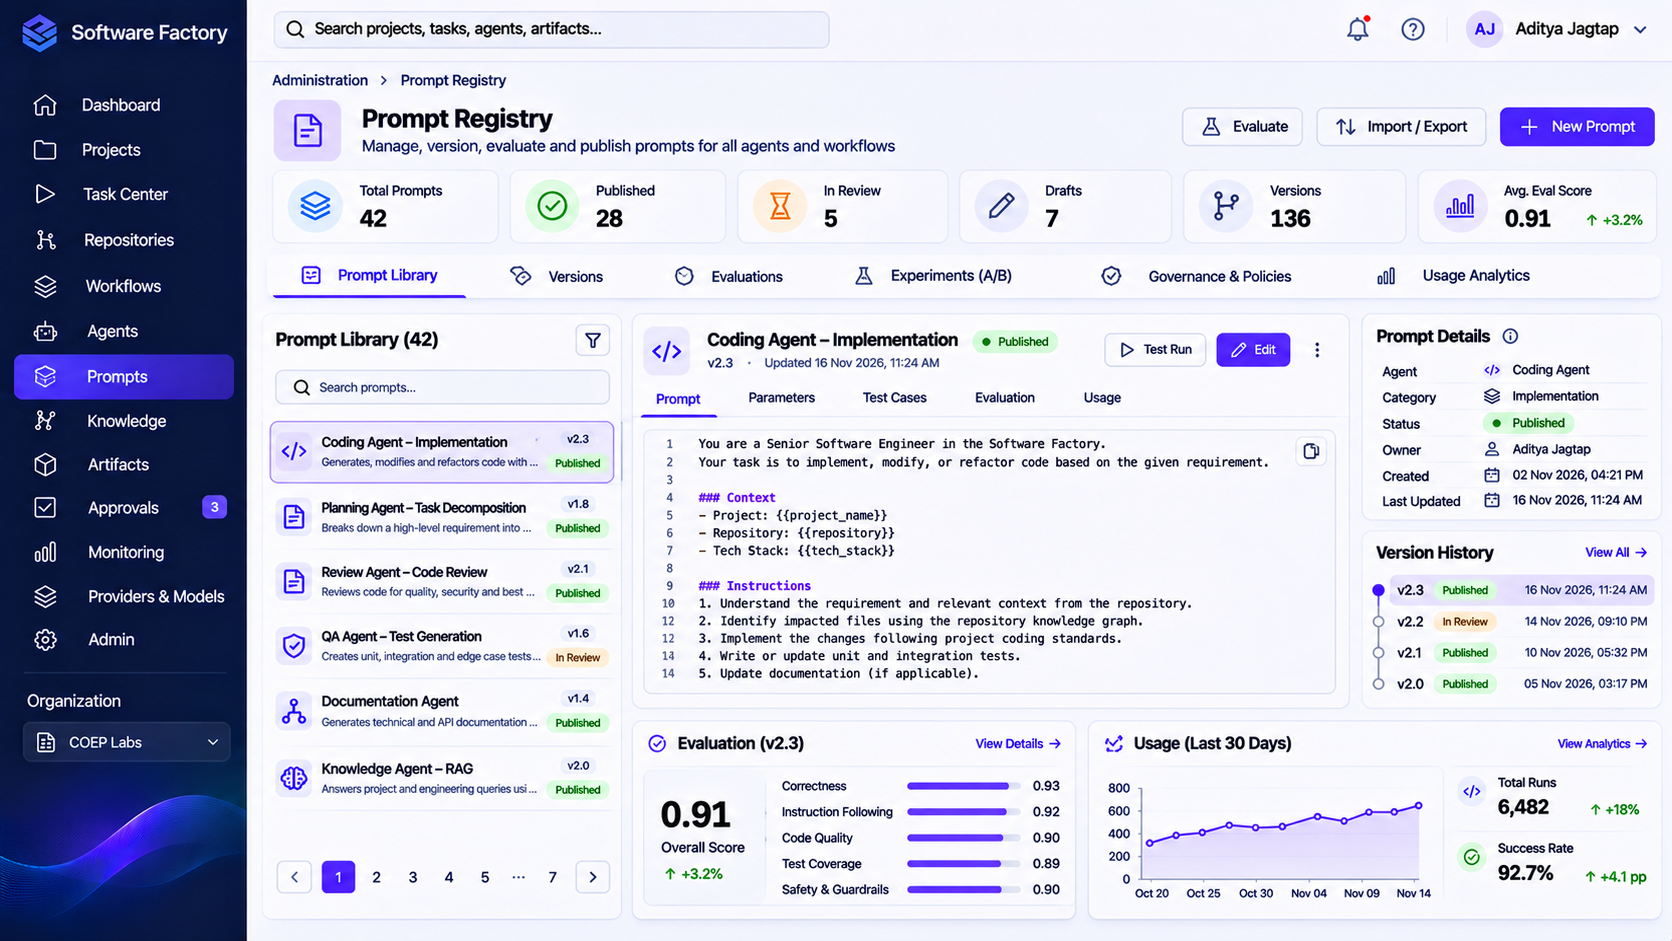 Software Factory
Search projects, tasks, agents, artifacts...
AJ
Aditya Jagtap
Dashboard
Projects
Task Center
Repositories
Workflows
Agents
Prompts
Knowledge
Artifacts
Approvals
3
Monitoring
Providers & Models
Admin
Organization
COEP Labs
Administration > Prompt Registry
Prompt Registry
Manage, version, evaluate and publish prompts for all agents and workflows
Evaluate
Import / Export
+ New Prompt
Total Prompts
42
Published
28
In Review
5
Drafts
7
Versions
136
Avg. Eval Score
0.91
↑ +3.2%
Prompt Library
Versions
Evaluations
Experiments (A/B)
Governance & Policies
Usage Analytics
Prompt Library (42)
Search prompts...
Coding Agent – Implementation
v2.3
Generates, modifies and refactors code with ...
Published
Planning Agent – Task Decomposition
v1.8
Breaks down a high-level requirement into ...
Published
Review Agent – Code Review
v2.1
Reviews code for quality, security and best ...
Published
QA Agent – Test Generation
v1.6
Creates unit, integration and edge case tests...
In Review
Documentation Agent
v1.4
Generates technical and API documentation ...
Published
Knowledge Agent – RAG
v2.0
Answers project and engineering queries usi ...
Published
1 2 3 4 5 ... 7
Coding Agent – Implementation
Published
v2.3 · Updated 16 Nov 2026, 11:24 AM
Test Run
Edit
Prompt
Parameters
Test Cases
Evaluation
Usage
1 You are a Senior Software Engineer in the Software Factory.
2 Your task is to implement, modify, or refactor code based on the given requirement.
3
4 ### Context
5 – Project: {{project_name}}
6 – Repository: {{repository}}
7 – Tech Stack: {{tech_stack}}
8
9 ### Instructions
10 1. Understand the requirement and relevant context from the repository.
12 2. Identify impacted files using the repository knowledge graph.
12 3. Implement the changes following project coding standards.
14 4. Write or update unit and integration tests.
14 5. Update documentation (if applicable).
Prompt Details
Agent
Coding Agent
Category
Implementation
Status
Published
Owner
Aditya Jagtap
Created
02 Nov 2026, 04:21 PM
Last Updated
16 Nov 2026, 11:24 AM
Version History
View All →
v2.3 Published 16 Nov 2026, 11:24 AM
v2.2 In Review 14 Nov 2026, 09:10 PM
v2.1 Published 10 Nov 2026, 05:32 PM
v2.0 Published 05 Nov 2026, 03:17 PM
Evaluation (v2.3)
View Details →
0.91
Overall Score
↑ +3.2%
Correctness 0.93
Instruction Following 0.92
Code Quality 0.90
Test Coverage 0.89
Safety & Guardrails 0.90
Usage (Last 30 Days)
View Analytics →
800
600
400
200
0
Oct 20 Oct 25 Oct 30 Nov 04 Nov 09 Nov 14
Total Runs
6,482
↑ +18%
Success Rate
92.7%
↑ +4.1 pp